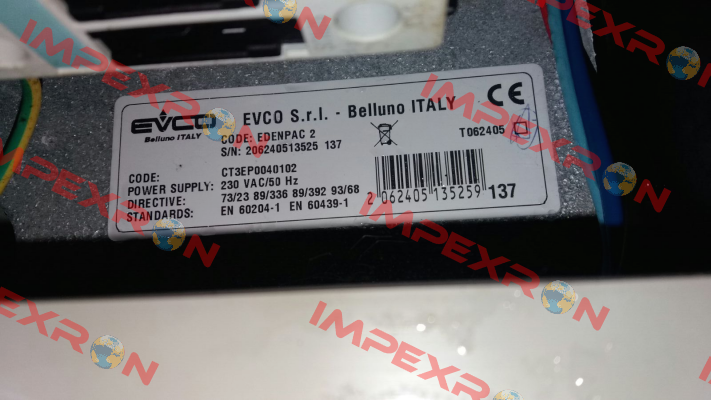 EVCO
Belluno ITALY
EVCO S.r.l. - Belluno ITALY
CE
CODE: EDENPAC 2
S/N: 206240513525 137
T062405
CODE: CT3EP0040102
POWER SUPPLY: 230 VAC/50 Hz
DIRECTIVE: 73/23 89/336 89/392 93/68
STANDARDS: EN 60204-1 EN 60439-1
2 062405 135259 137
IMPEXRON
IMPEXRON
IMPEXRON
IMPEXRON
IMPEXRON
IMPEXRON